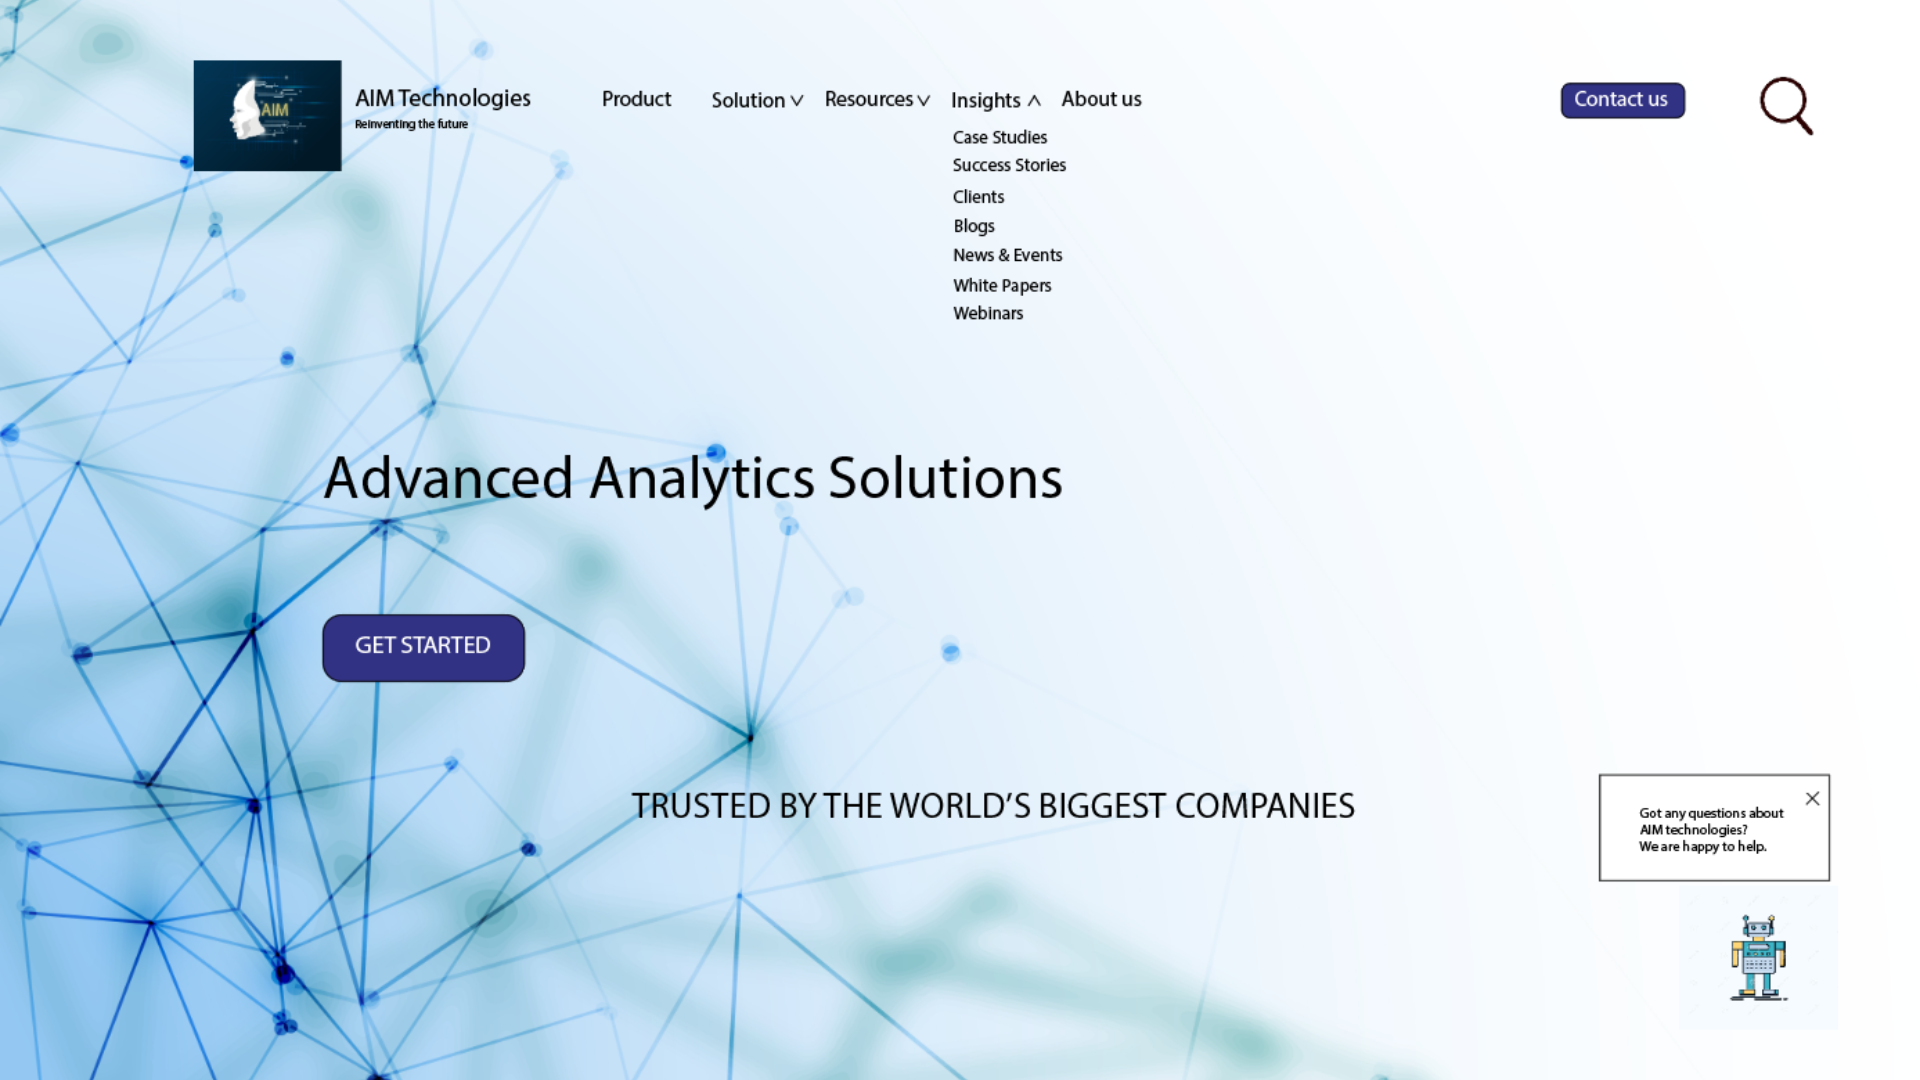 AIM
AIM Technologies
Reinventing the future
Product
Solution
Resources
Insights
About us
Contact us
Case Studies
Success Stories
Clients
Blogs
News & Events
White Papers
Webinars
Advanced Analytics Solutions
GET STARTED
TRUSTED BY THE WORLD’S BIGGEST COMPANIES
Got any questions about
AIM technologies?
We are happy to help.